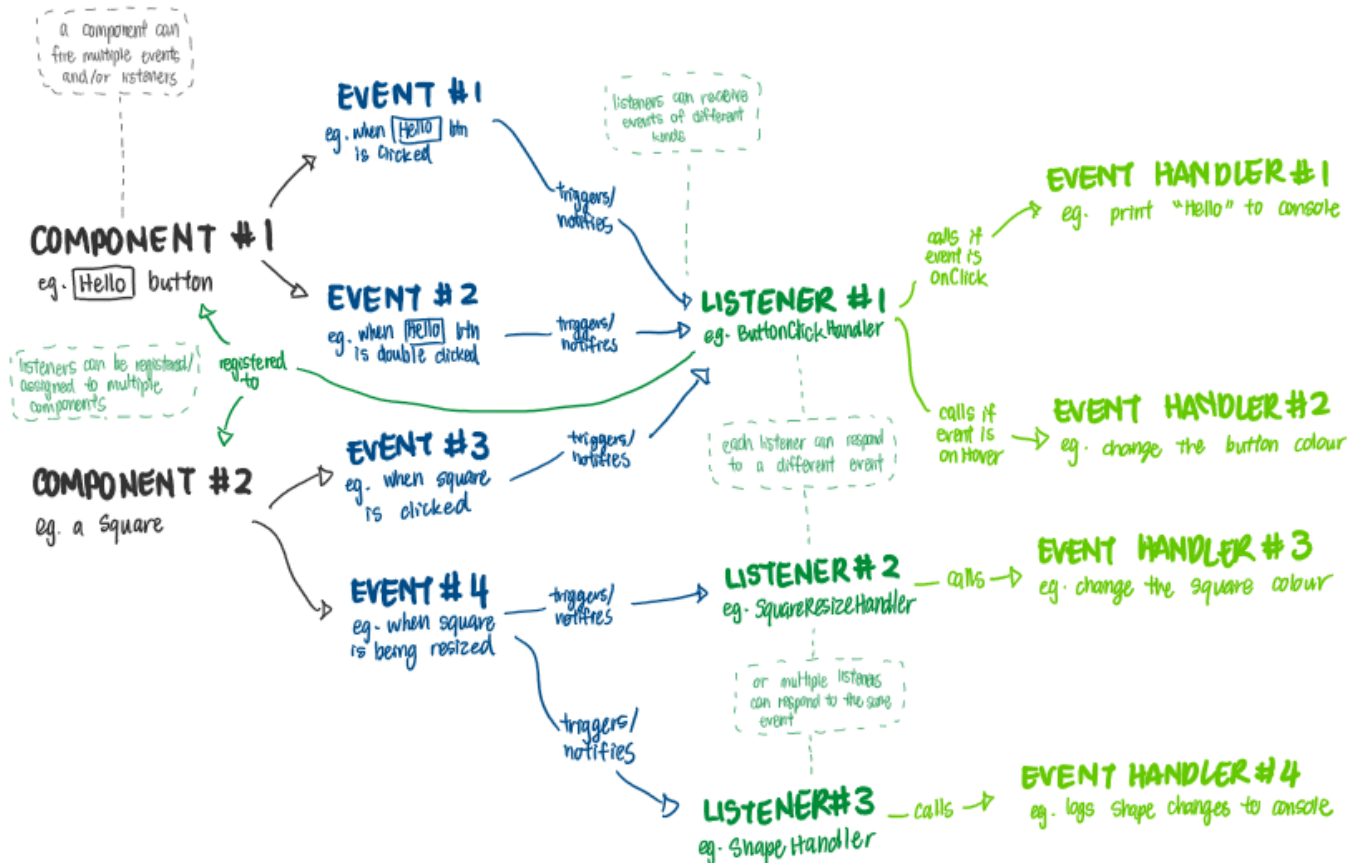 a component can
fire multiple events
and/or listeners
COMPONENT #1
eg. Hello button
listeners can be registered/
assigned to multiple
components
registered
to
COMPONENT #2
eg. a square
EVENT #1
eg. when Hello btn
is clicked
triggers/
notifies
EVENT #2
eg. when Hello btn
is double clicked
triggers/
notifies
EVENT #3
eg. when square
is clicked
triggers/
notifies
EVENT #4
eg. when square
is being resized
triggers/
notifies
triggers/
notifies
listeners can receive
events of different
kinds
LISTENER #1
eg. ButtonClickHandler
each listener can respond
to a different event
LISTENER #2
eg. SquareResizeHandler
or multiple listeners
can respond to the same
event
LISTENER #3
eg. ShapeHandler
calls if
event is
onClick
EVENT HANDLER #1
eg. print "Hello" to console
calls if
event is
onHover
EVENT HANDLER #2
eg. change the button colour
calls
EVENT HANDLER #3
eg. change the square colour
calls
EVENT HANDLER #4
eg. logs shape changes to console